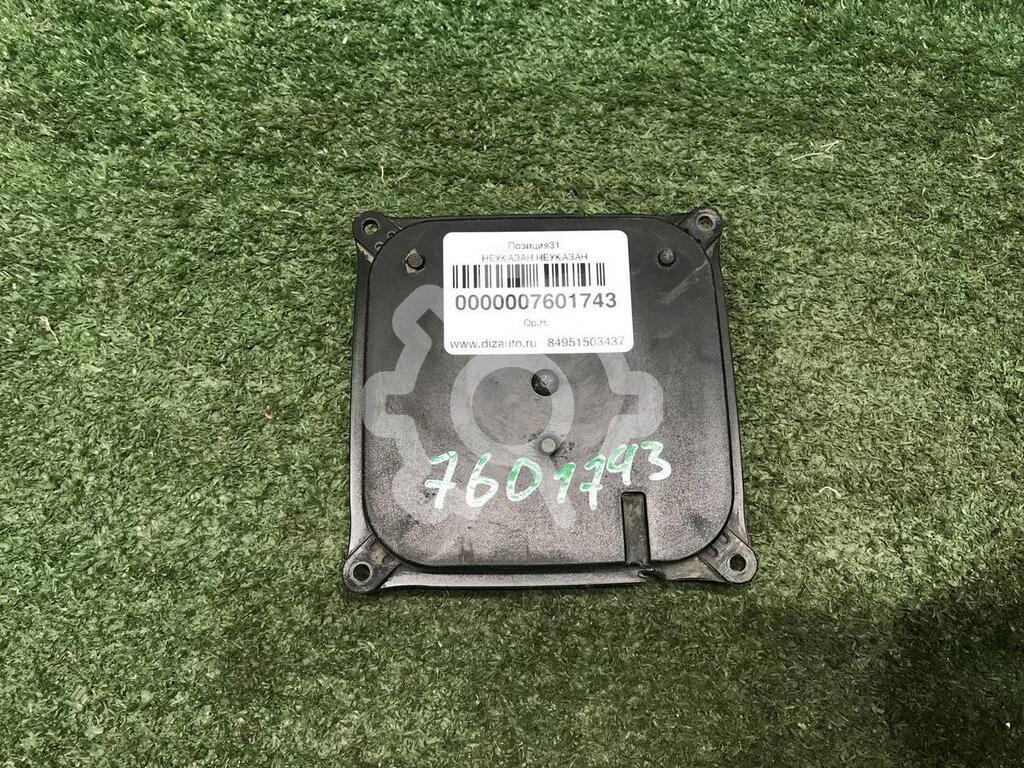 Позиция31
НЕУКАЗАН НЕУКАЗАН
0000007601743
Ор.Н.
www.dizauto.ru 84951503437
7601743